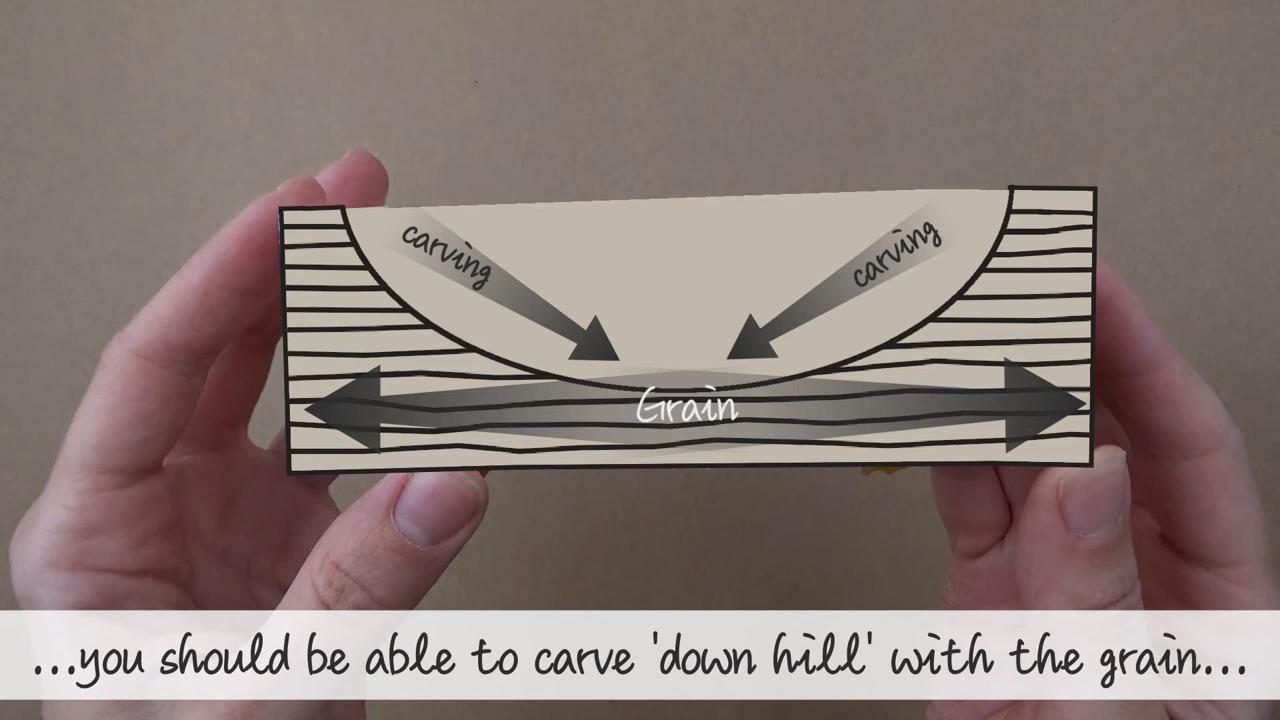 carving
carving
Grain
...you should be able to carve 'down hill' with the grain...